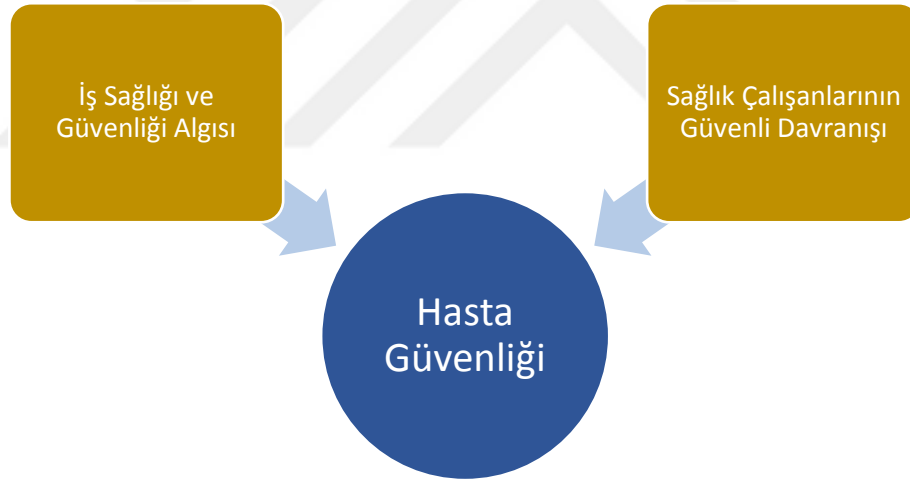 İş Sağlığı ve
Güvenliği Algısı
Sağlık Çalışanlarının
Güvenli Davranışı
Hasta
Güvenliği